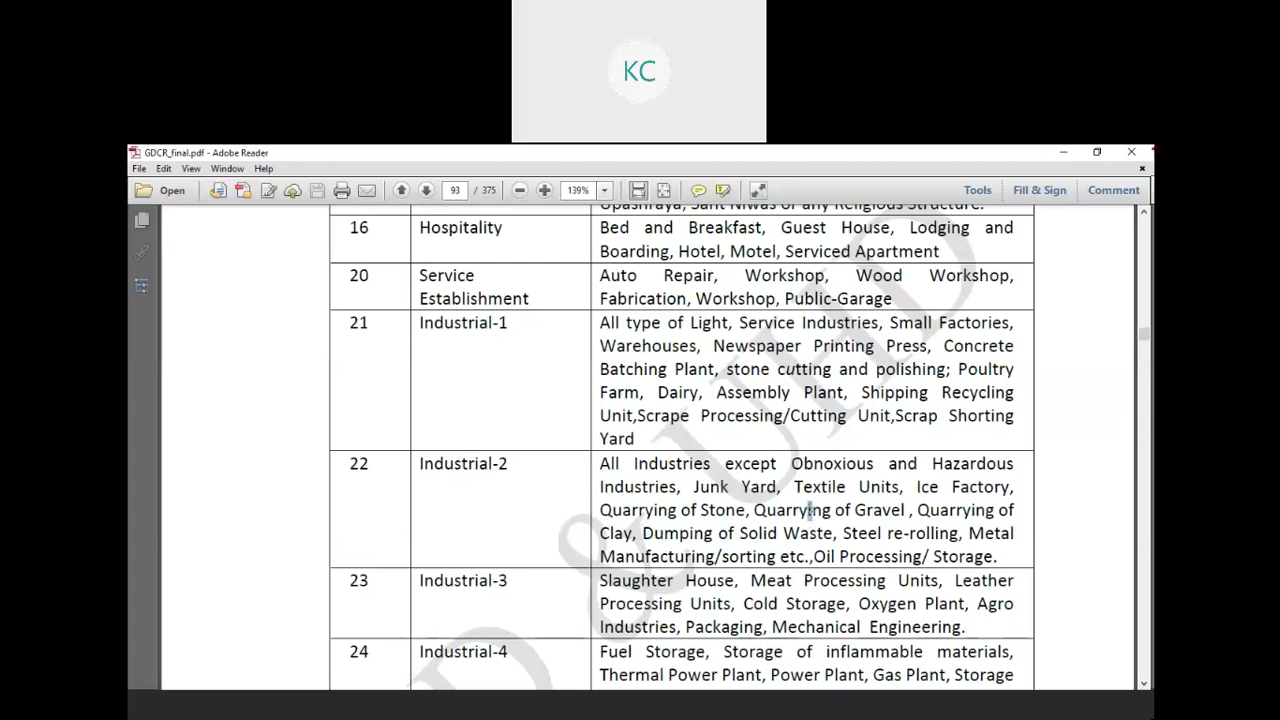 KC
GDCR_final.pdf - Adobe Reader
File Edit View Window Help
Open 93 / 375 139% Tools Fill & Sign Comment
Upashraya, Sant Niwas or any Religious Structure.
16 Hospitality Bed and Breakfast, Guest House, Lodging and
Boarding, Hotel, Motel, Serviced Apartment
20 Service Auto Repair, Workshop, Wood Workshop,
Establishment Fabrication, Workshop, Public-Garage
21 Industrial-1 All type of Light, Service Industries, Small Factories,
Warehouses, Newspaper Printing Press, Concrete
Batching Plant, stone cutting and polishing; Poultry
Farm, Dairy, Assembly Plant, Shipping Recycling
Unit,Scrape Processing/Cutting Unit,Scrap Shorting
Yard
22 Industrial-2 All Industries except Obnoxious and Hazardous
Industries, Junk Yard, Textile Units, Ice Factory,
Quarrying of Stone, Quarrying of Gravel , Quarrying of
Clay, Dumping of Solid Waste, Steel re-rolling, Metal
Manufacturing/sorting etc.,Oil Processing/ Storage.
23 Industrial-3 Slaughter House, Meat Processing Units, Leather
Processing Units, Cold Storage, Oxygen Plant, Agro
Industries, Packaging, Mechanical Engineering.
24 Industrial-4 Fuel Storage, Storage of inflammable materials,
Thermal Power Plant, Power Plant, Gas Plant, Storage
D & UHD